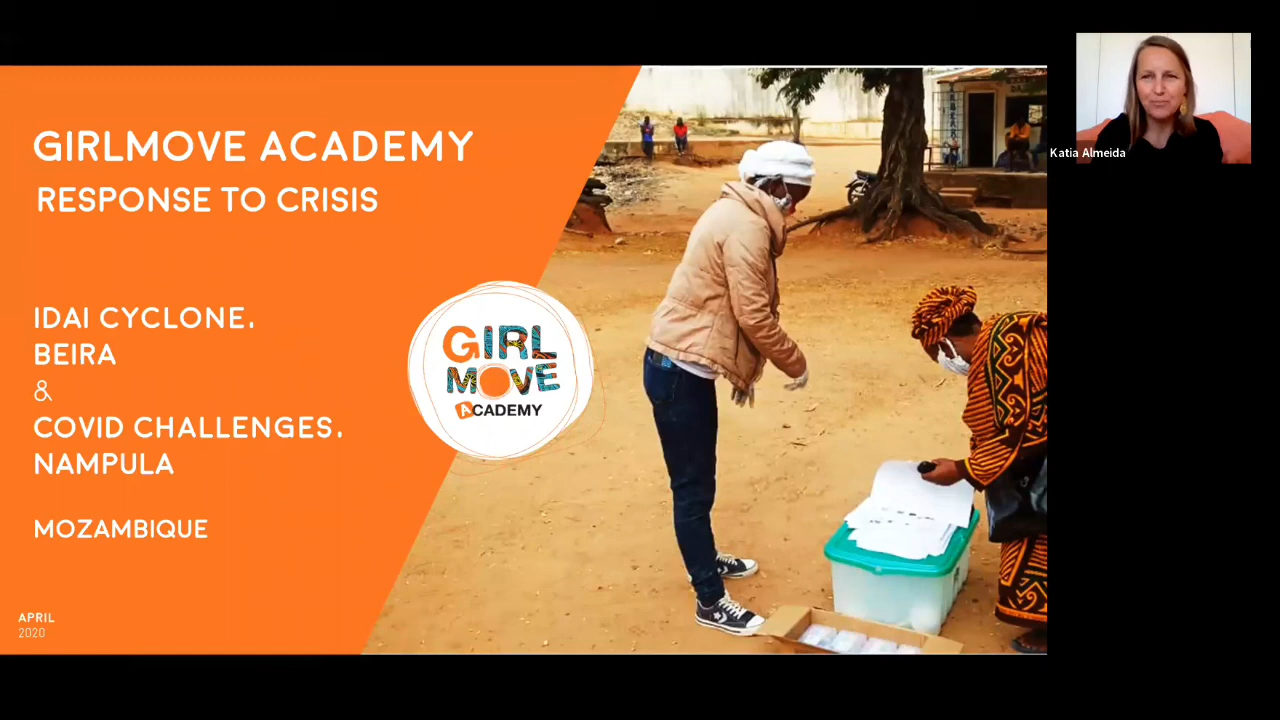 GIRLMOVE ACADEMY
RESPONSE TO CRISIS
IDAI CYCLONE.
BEIRA
&
COVID CHALLENGES.
NAMPULA
MOZAMBIQUE
APRIL
2020
GIRL
MOVE
ACADEMY
Katia Almeida